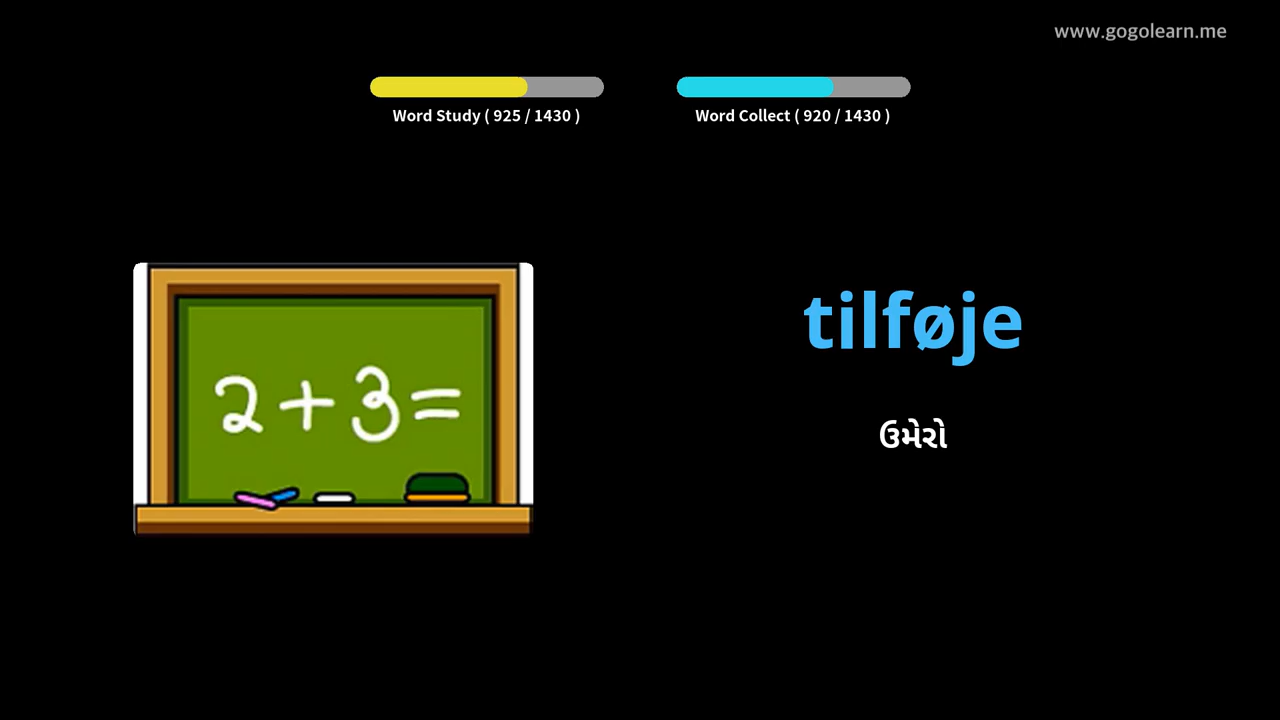 www.gogolearn.me
Word Study ( 925 / 1430 )
Word Collect ( 920 / 1430 )
2 + 3 =
tilføje
ઉમેરો